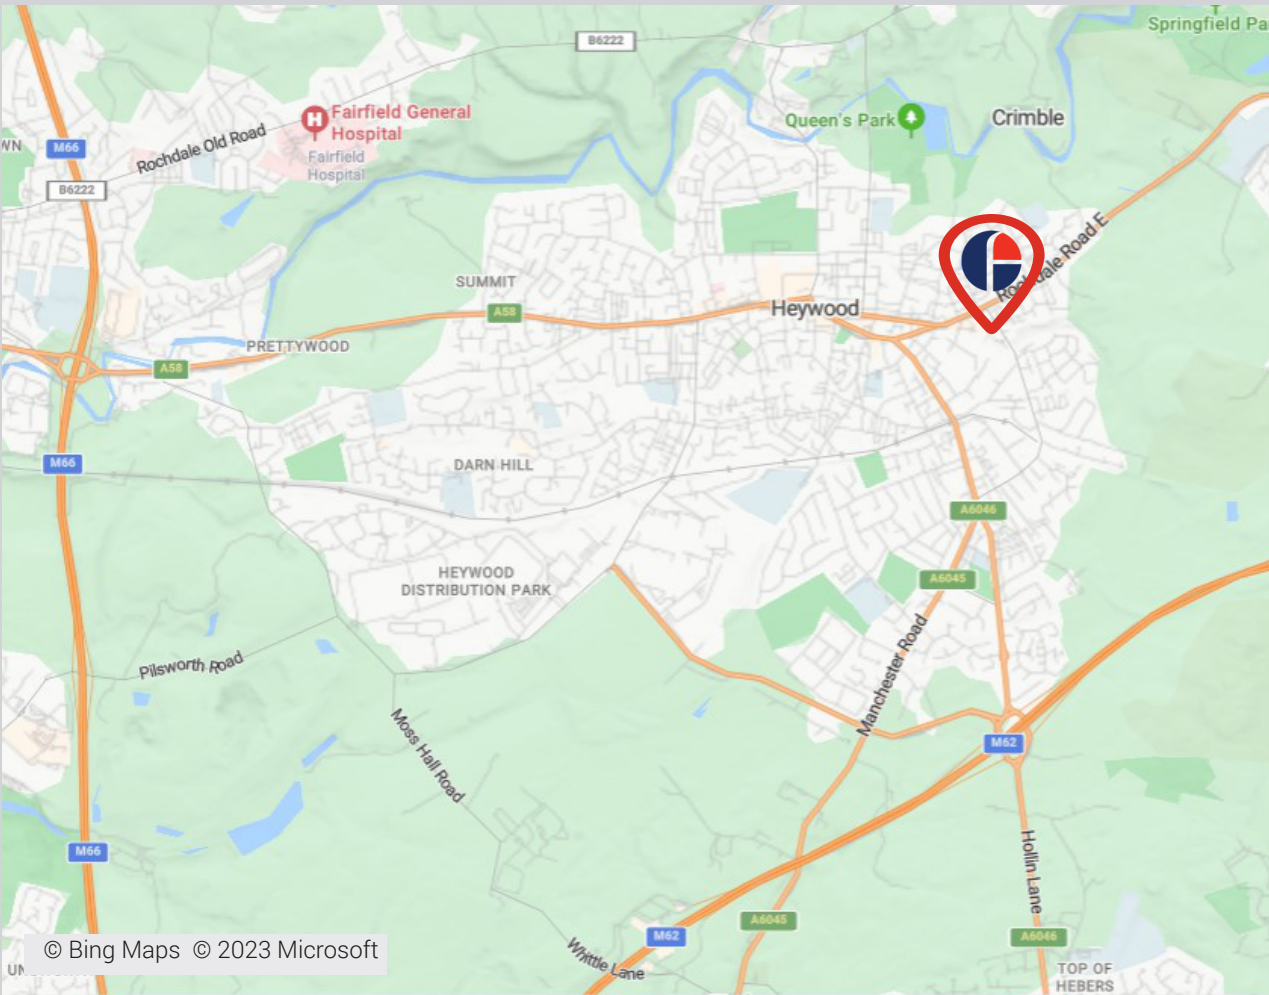 Springfield Pa
B6222
Fairfield General
Hospital
Fairfield
Hospital
Rochdale Old Road
WN
M66
B6222
Queen's Park
Crimble
Rochdale Road E
SUMMIT
A58
Heywood
PRETTYWOOD
A58
M66
DARN HILL
A6046
HEYWOOD
DISTRIBUTION PARK
A6045
Manchester Road
Pilsworth Road
Moss Hall Road
M62
M66
Hollin Lane
A6045
M62
A6046
Whittle Lane
© Bing Maps © 2023 Microsoft
TOP OF
HEBERS